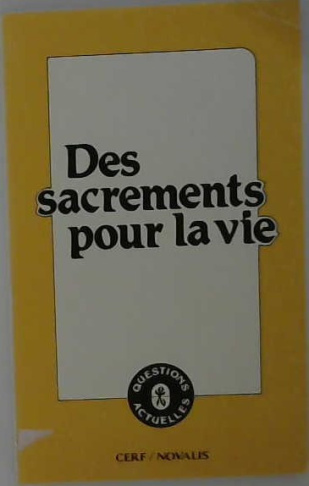 Des
sacrements
pour la vie
QUESTIONS
ACTUELLES
CERF / NOVALIS